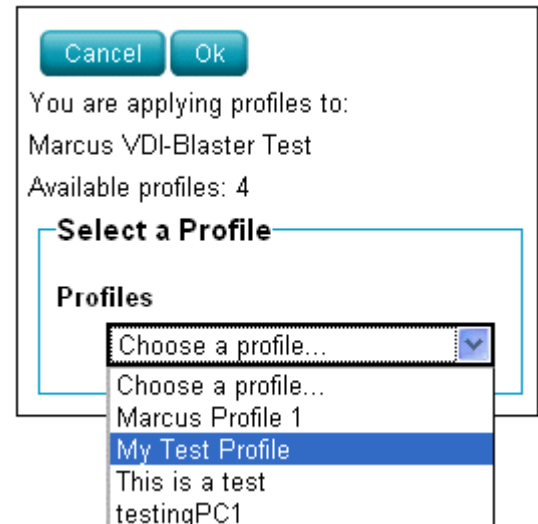 Cancel Ok
You are applying profiles to:
Marcus VDI-Blaster Test
Available profiles: 4
Select a Profile
Profiles
Choose a profile...
Choose a profile...
Marcus Profile 1
My Test Profile
This is a test
testingPC1